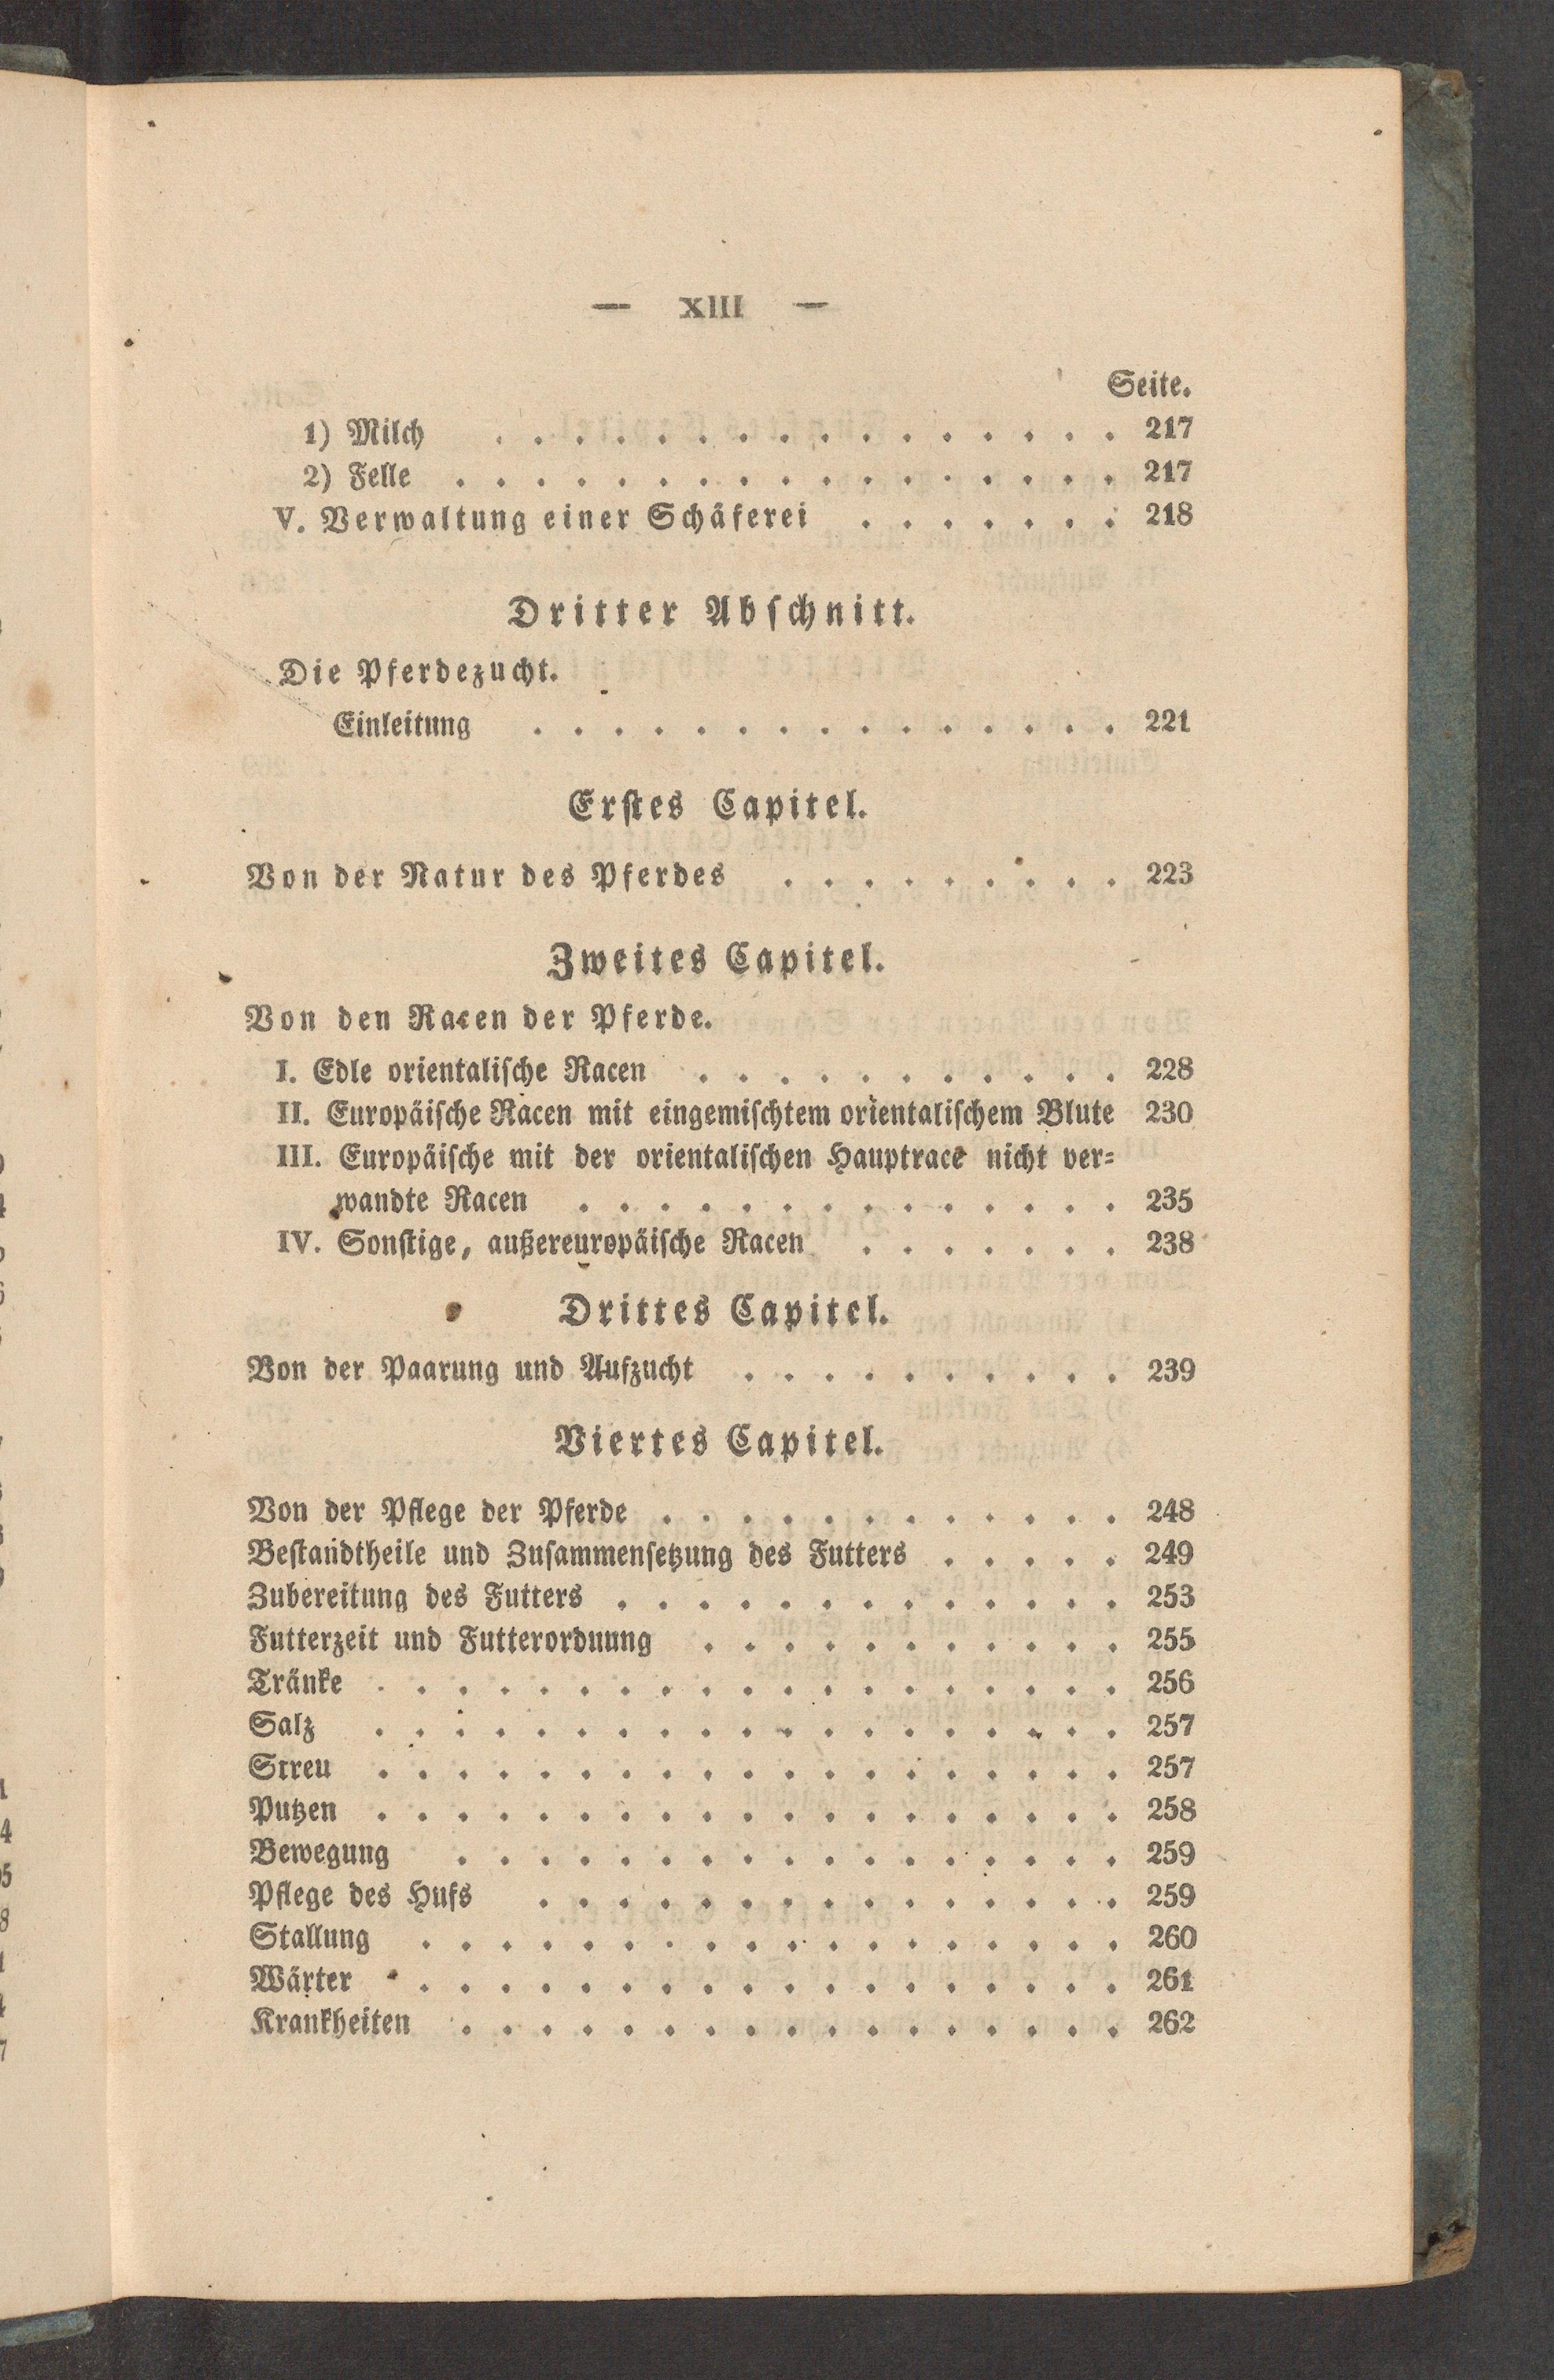 — XIII —
Seite.
1) Milch . . . . . . . . . . . . . . . . 217
2) Felle . . . . . . . . . . . . . . . . . 217
V. Verwaltung einer Schäferei . . . . . . . 218
Dritter Abſchnitt.
Die Pferdezucht.
Einleitung . . . . . . . . . . . . . . . 221
Erſtes Capitel.
Von der Natur des Pferdes . . . . . . . . . 223
Zweites Capitel.
Von den Racen der Pferde.
I. Edle orientaliſche Racen . . . . . . . . . . . 228
II. Europäiſche Racen mit eingemiſchtem orientaliſchem Blute 230
III. Europäiſche mit der orientaliſchen Hauptrace nicht ver-
wandte Racen . . . . . . . . . . . . . . 235
IV. Sonſtige, außereuropäiſche Racen . . . . . . . 238
Drittes Capitel.
Von der Paarung und Aufzucht . . . . . . . . . . 239
Viertes Capitel.
Von der Pflege der Pferde . . . . . . . . . . . . 248
Beſtandtheile und Zuſammenſetzung des Futters . . . . . 249
Zubereitung des Futters . . . . . . . . . . . . . 253
Futterzeit und Futterordnung . . . . . . . . . . . 255
Tränke . . . . . . . . . . . . . . . . . . . 256
Salz . . . . . . . . . . . . . . . . . . . 257
Streu . . . . . . . . . . . . . . . . . . . 257
Putzen . . . . . . . . . . . . . . . . . . . 258
Bewegung . . . . . . . . . . . . . . . . . 259
Pflege des Hufs . . . . . . . . . . . . . . . 259
Stallung . . . . . . . . . . . . . . . . . . 260
Wärter . . . . . . . . . . . . . . . . . . 261
Krankheiten . . . . . . . . . . . . . . . . . 262